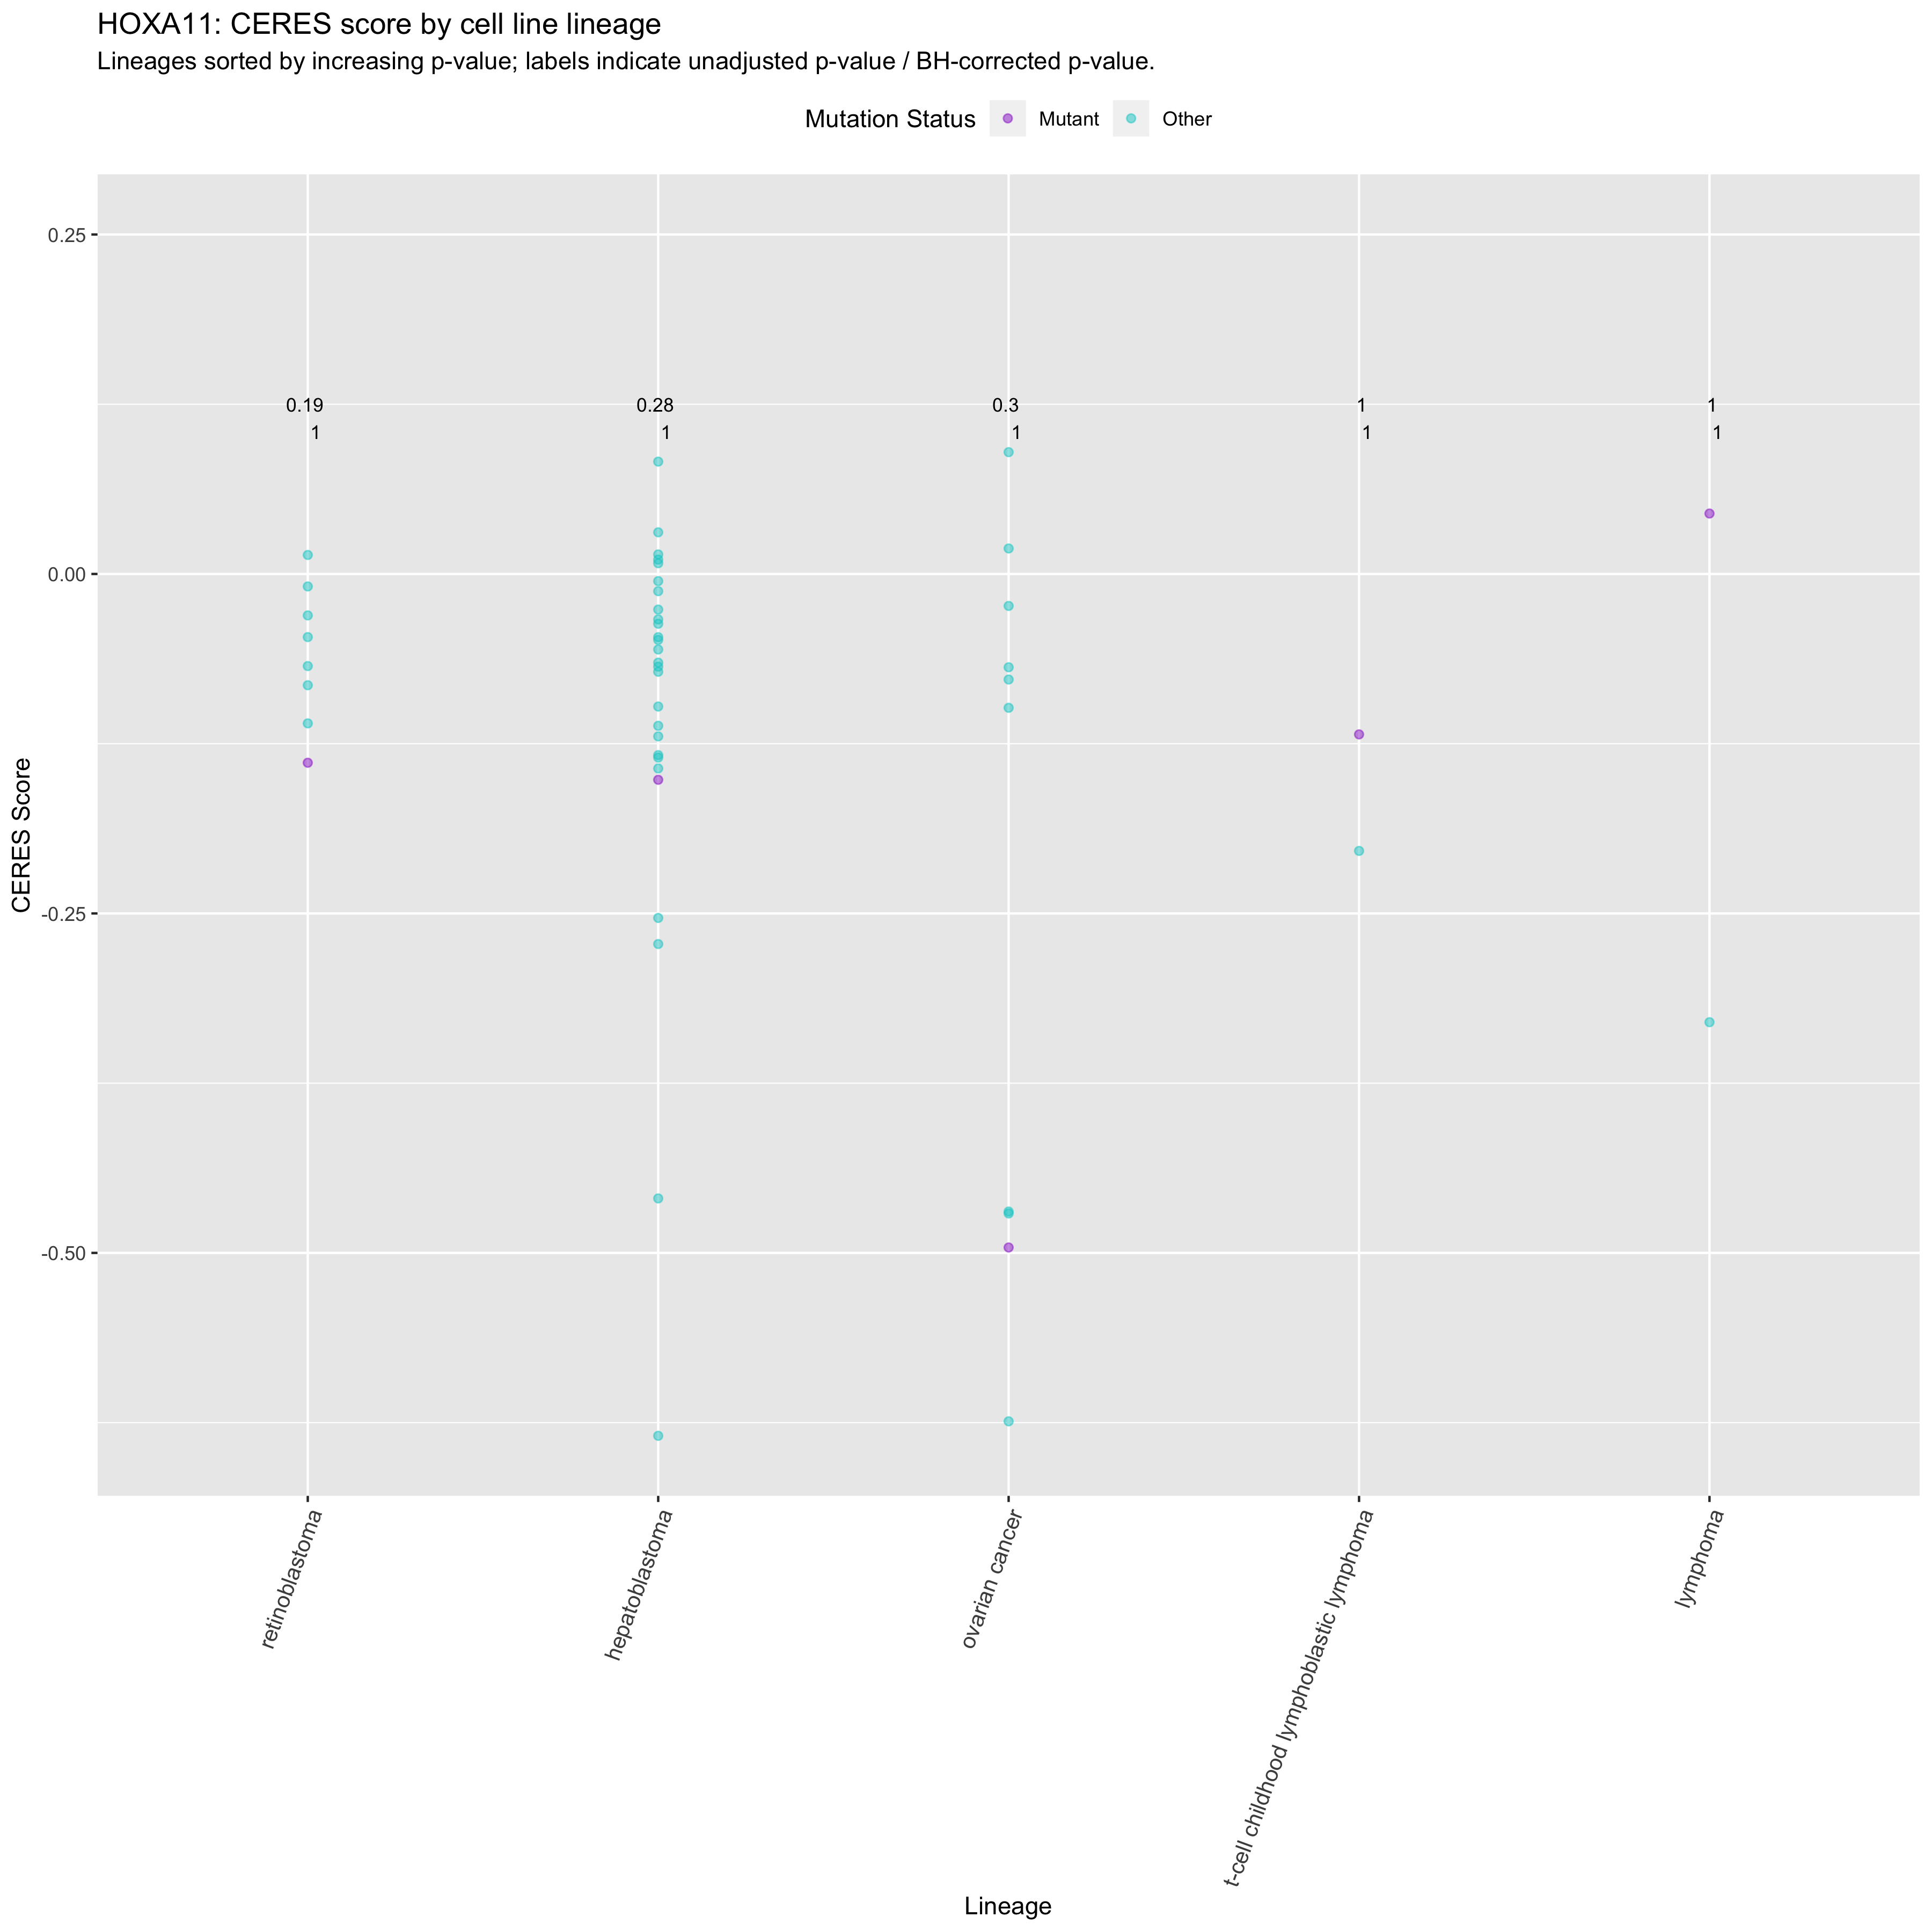 HOXA11: CERES score by cell line lineage
Lineages sorted by increasing p-value; labels indicate unadjusted p-value / BH-corrected p-value.
Mutation Status Mutant Other
0.25
0.00
-0.25
-0.50
CERES Score
0.19 0.28 0.3 1 1
1 1 1 1 1
retinoblastoma
hepatoblastoma
ovarian cancer
t-cell childhood lymphoblastic lymphoma
lymphoma
Lineage